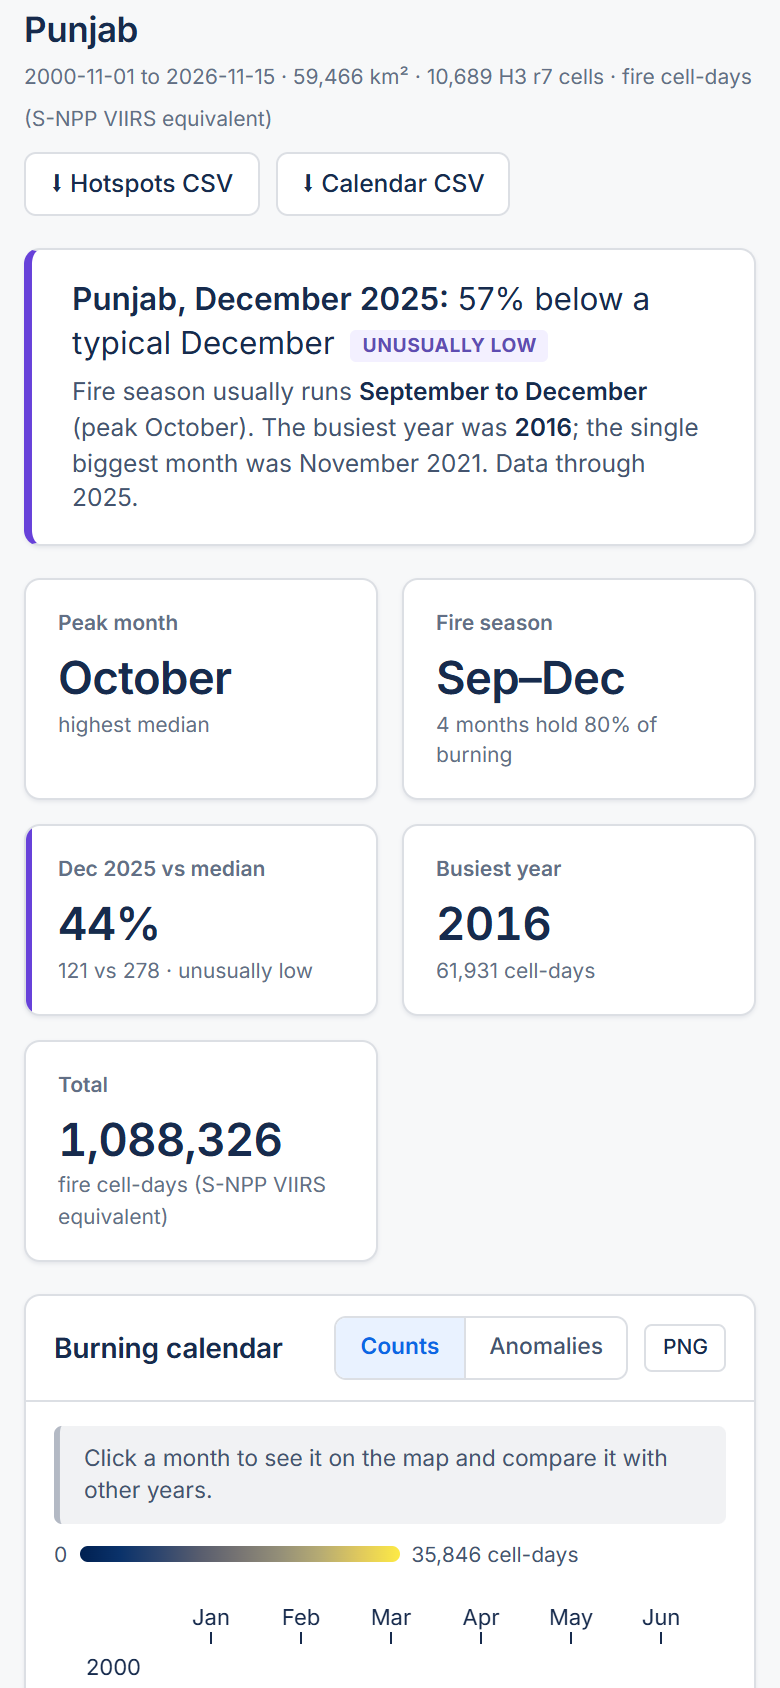 Punjab
2000-11-01 to 2026-11-15 · 59,466 km² · 10,689 H3 r7 cells · fire cell-days
(S-NPP VIIRS equivalent)
⬇ Hotspots CSV
⬇ Calendar CSV
Punjab, December 2025: 57% below a
typical December UNUSUALLY LOW
Fire season usually runs September to December
(peak October). The busiest year was 2016; the single
biggest month was November 2021. Data through
2025.
Peak month
October
highest median
Fire season
Sep–Dec
4 months hold 80% of
burning
Dec 2025 vs median
44%
121 vs 278 · unusually low
Busiest year
2016
61,931 cell-days
Total
1,088,326
fire cell-days (S-NPP VIIRS
equivalent)
Burning calendar
Counts
Anomalies
PNG
Click a month to see it on the map and compare it with
other years.
0 35,846 cell-days
Jan Feb Mar Apr May Jun
2000